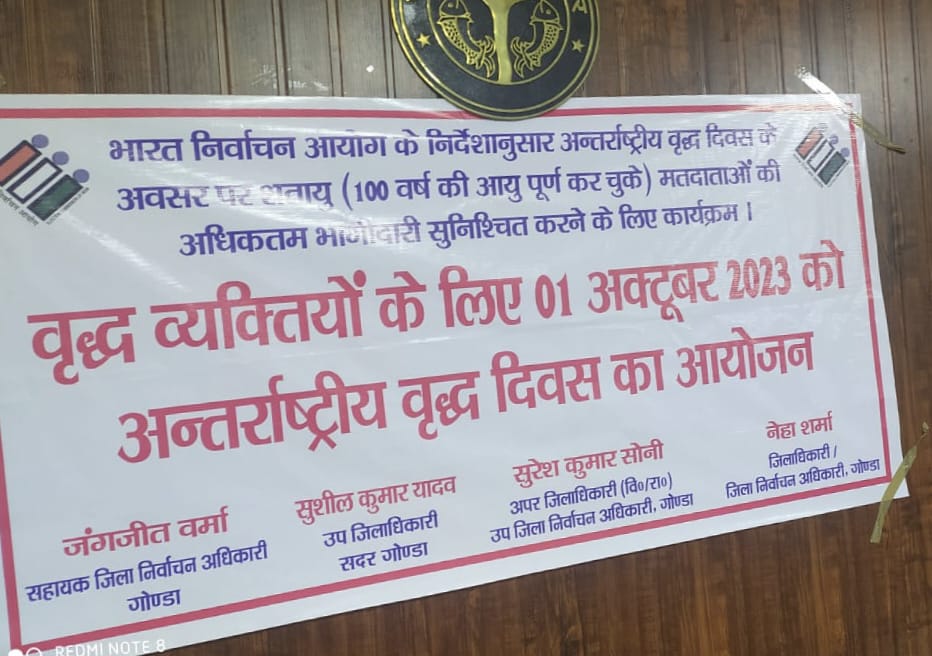 भारत निर्वाचन आयोग के निर्देशानुसार अन्तर्राष्ट्रीय वृद्ध दिवस के
अवसर पर शतायु (100 वर्ष की आयु पूर्ण कर चुके) मतदाताओं की
अधिकतम भागीदारी सुनिश्चित करने के लिए कार्यक्रम ।
वृद्ध व्यक्तियों के लिए 01 अक्टूबर 2023 को
अन्तर्राष्ट्रीय वृद्ध दिवस का आयोजन
जंगजीत वर्मा
सहायक जिला निर्वाचन अधिकारी
गोण्डा
सुशील कुमार यादव
उप जिलाधिकारी
सदर गोण्डा
सुरेश कुमार सोनी
अपर जिलाधिकारी (वि०/रा०)
उप जिला निर्वाचन अधिकारी, गोण्डा
नेहा शर्मा
जिलाधिकारी /
जिला निर्वाचन अधिकारी, गोण्डा
REDMI NOTE 8